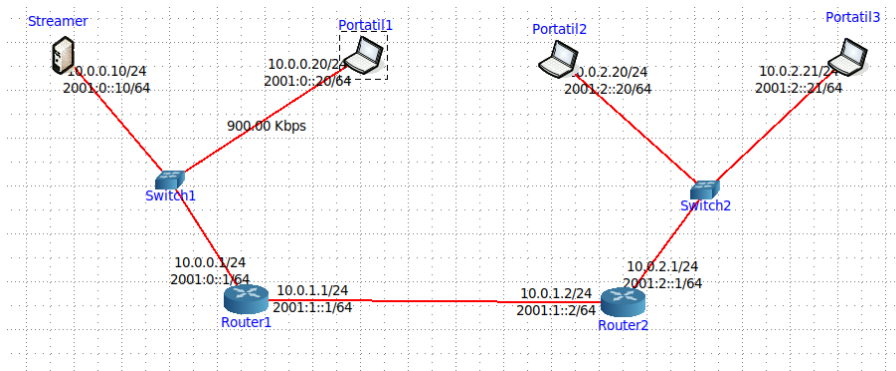 Streamer
10.0.0.10/24
2001:0::10/64
Portatil1
10.0.0.20/24
2001:0::20/64
900.00 Kbps
Portatil2
10.0.2.20/24
2001:2::20/64
Portatil3
10.0.2.21/24
2001:2::21/64
Switch1
Switch2
10.0.0.1/24
2001:0::1/64
10.0.1.1/24
2001:1::1/64
Router1
10.0.1.2/24
2001:1::2/64
10.0.2.1/24
2001:2::1/64
Router2